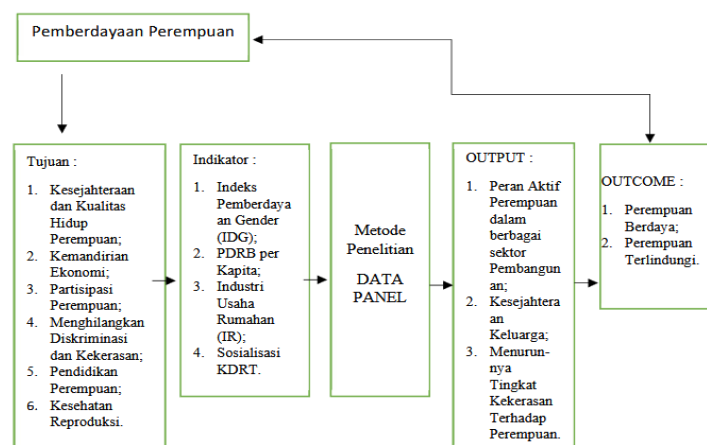 Pemberdayaan Perempuan
Tujuan :
1. Kesejahteraan
dan Kualitas
Hidup
Perempuan;
2. Kemandirian
Ekonomi;
3. Partisipasi
Perempuan;
4. Menghilangkan
Diskriminasi
dan Kekerasan;
5. Pendidikan
Perempuan;
6. Kesehatan
Reproduksi.
Indikator :
1. Indeks
Pemberdaya
an Gender
(IDG);
2. PDRB per
Kapita;
3. Industri
Usaha
Rumahan
(IR);
4. Sosialisasi
KDRT.
Metode
Penelitian
DATA
PANEL
OUTPUT :
1. Peran Aktif
Perempuan
dalam
berbagai
sektor
Pembangun
an;
2. Kesejahtera
an
Keluarga;
3. Menurun-
nya
Tingkat
Kekerasan
Terhadap
Perempuan.
OUTCOME :
1. Perempuan
Berdaya;
2. Perempuan
Terlindungi.